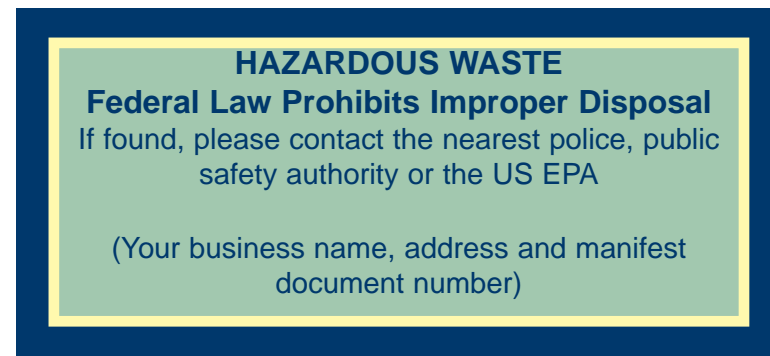 HAZARDOUS WASTE
Federal Law Prohibits Improper Disposal
If found, please contact the nearest police, public
safety authority or the US EPA
(Your business name, address and manifest
document number)